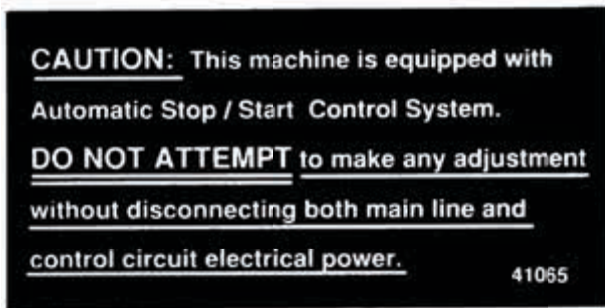 CAUTION: This machine is equipped with
Automatic Stop / Start Control System.
DO NOT ATTEMPT to make any adjustment
without disconnecting both main line and
control circuit electrical power.
41065